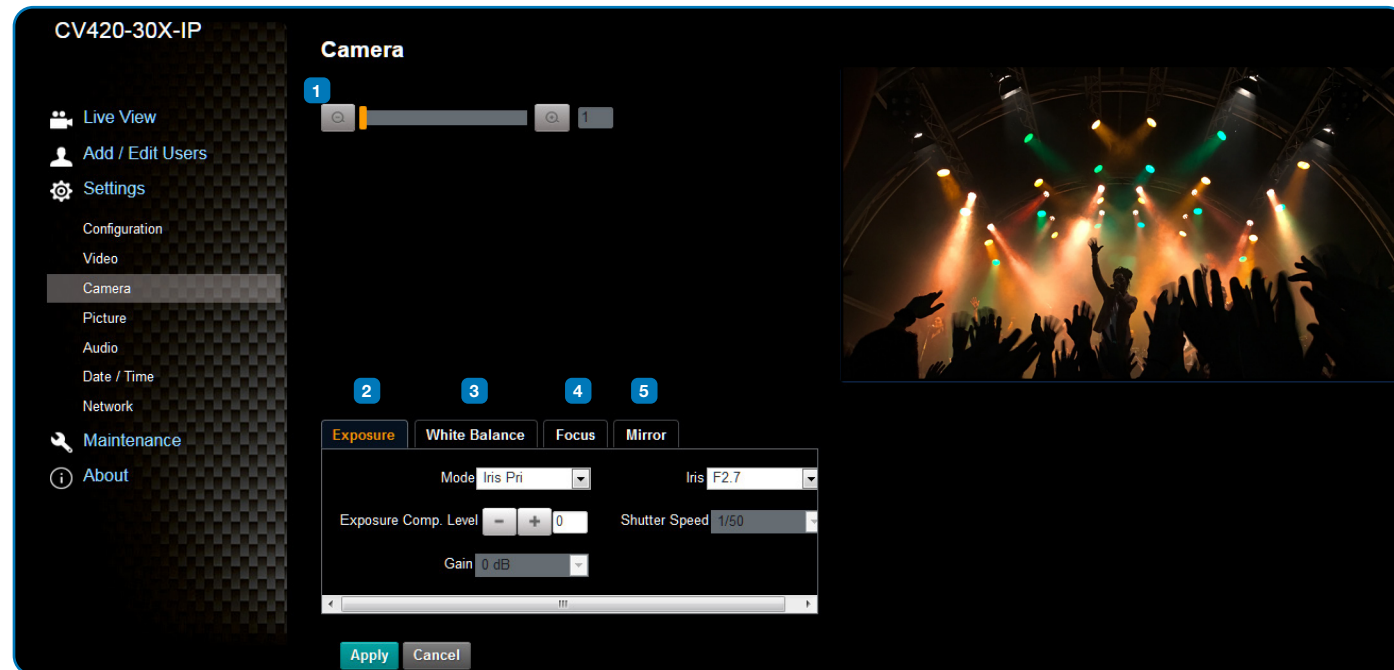 CV420-30X-IP
Live View
Add / Edit Users
Settings
Configuration
Video
Camera
Picture
Audio
Date / Time
Network
Maintenance
About
Camera
1
1
2 3 4 5
Exposure White Balance Focus Mirror
Mode Iris Pri Iris F2.7
Exposure Comp. Level - + 0 Shutter Speed 1/50
Gain 0 dB
Apply Cancel